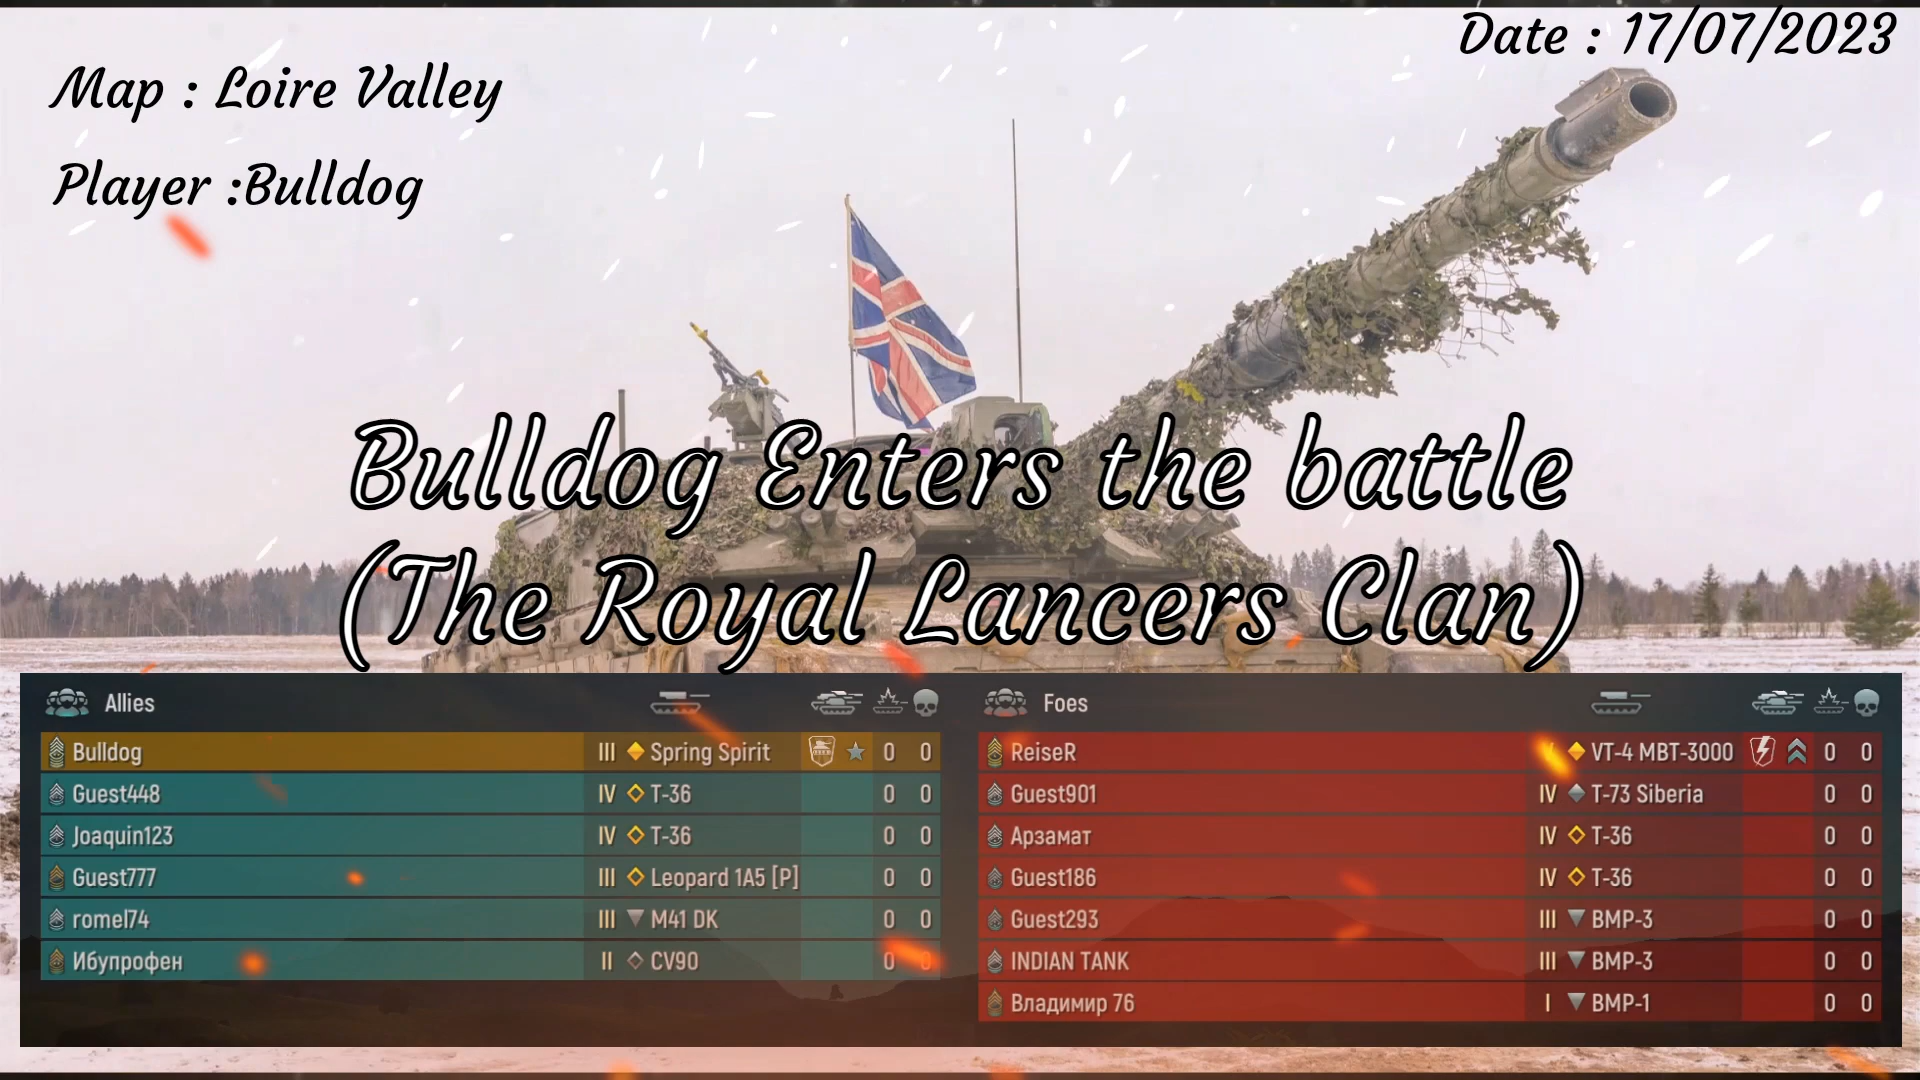 Date : 17/07/2023
Map : Loire Valley
Player :Bulldog
Bulldog Enters the battle
(The Royal Lancers Clan)
Allies
Bulldog III Spring Spirit 0 0
Guest448 IV T-36 0 0
Joaquin123 IV T-36 0 0
Guest777 III Leopard 1A5 [P] 0 0
romel74 III M41 DK 0 0
Ибупрофен II CV90 0 0
Foes
ReiseR VT-4 MBT-3000 0 0
Guest901 IV T-73 Siberia 0 0
Арзамат IV T-36 0 0
Guest186 IV T-36 0 0
Guest293 III BMP-3 0 0
INDIAN TANK III BMP-3 0 0
Владимир 76 I BMP-1 0 0